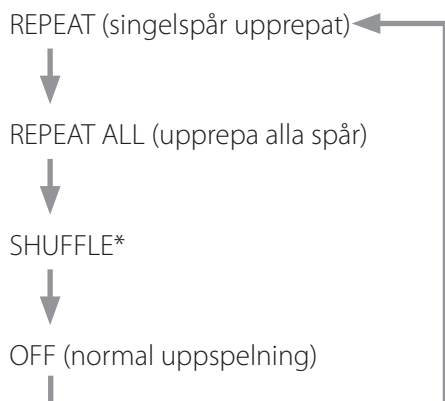 REPEAT (singelspår upprepat)
REPEAT ALL (upprepa alla spår)
SHUFFLE*
OFF (normal uppspelning)